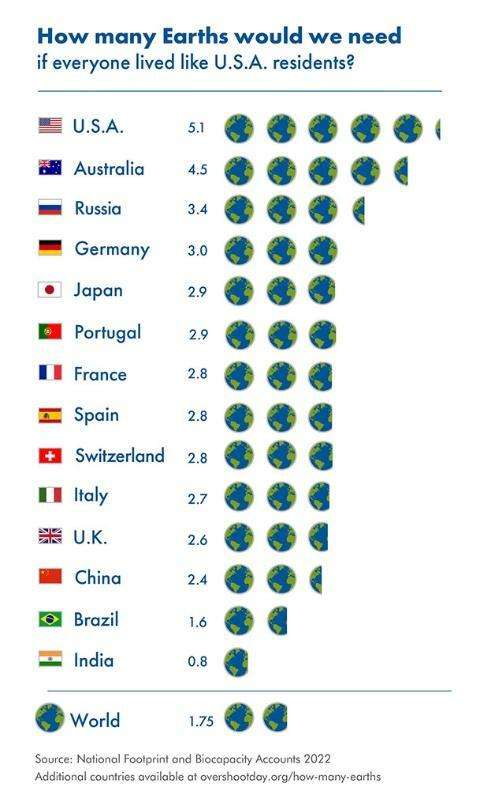 How many Earths would we need
if everyone lived like U.S.A. residents?
U.S.A. 5.1
Australia 4.5
Russia 3.4
Germany 3.0
Japan 2.9
Portugal 2.9
France 2.8
Spain 2.8
Switzerland 2.8
Italy 2.7
U.K. 2.6
China 2.4
Brazil 1.6
India 0.8
World 1.75
Source: National Footprint and Biocapacity Accounts 2022
Additional countries available at overshootday.org/how-many-earths